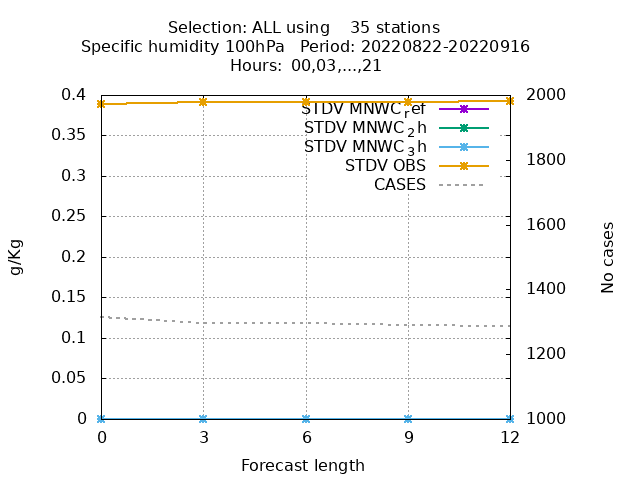 Selection: ALL using    35 stations
Specific humidity 100hPa   Period: 20220822-20220916
Hours:  00,03,...,21
0.4
0.35
0.3
0.25
0.2
0.15
0.1
0.05
0
2000
1800
1600
1400
1200
1000
STDV MNWC_ref
STDV MNWC_2h
STDV MNWC_3h
STDV OBS
CASES
g/Kg
No cases
0 3 6 9 12
Forecast length